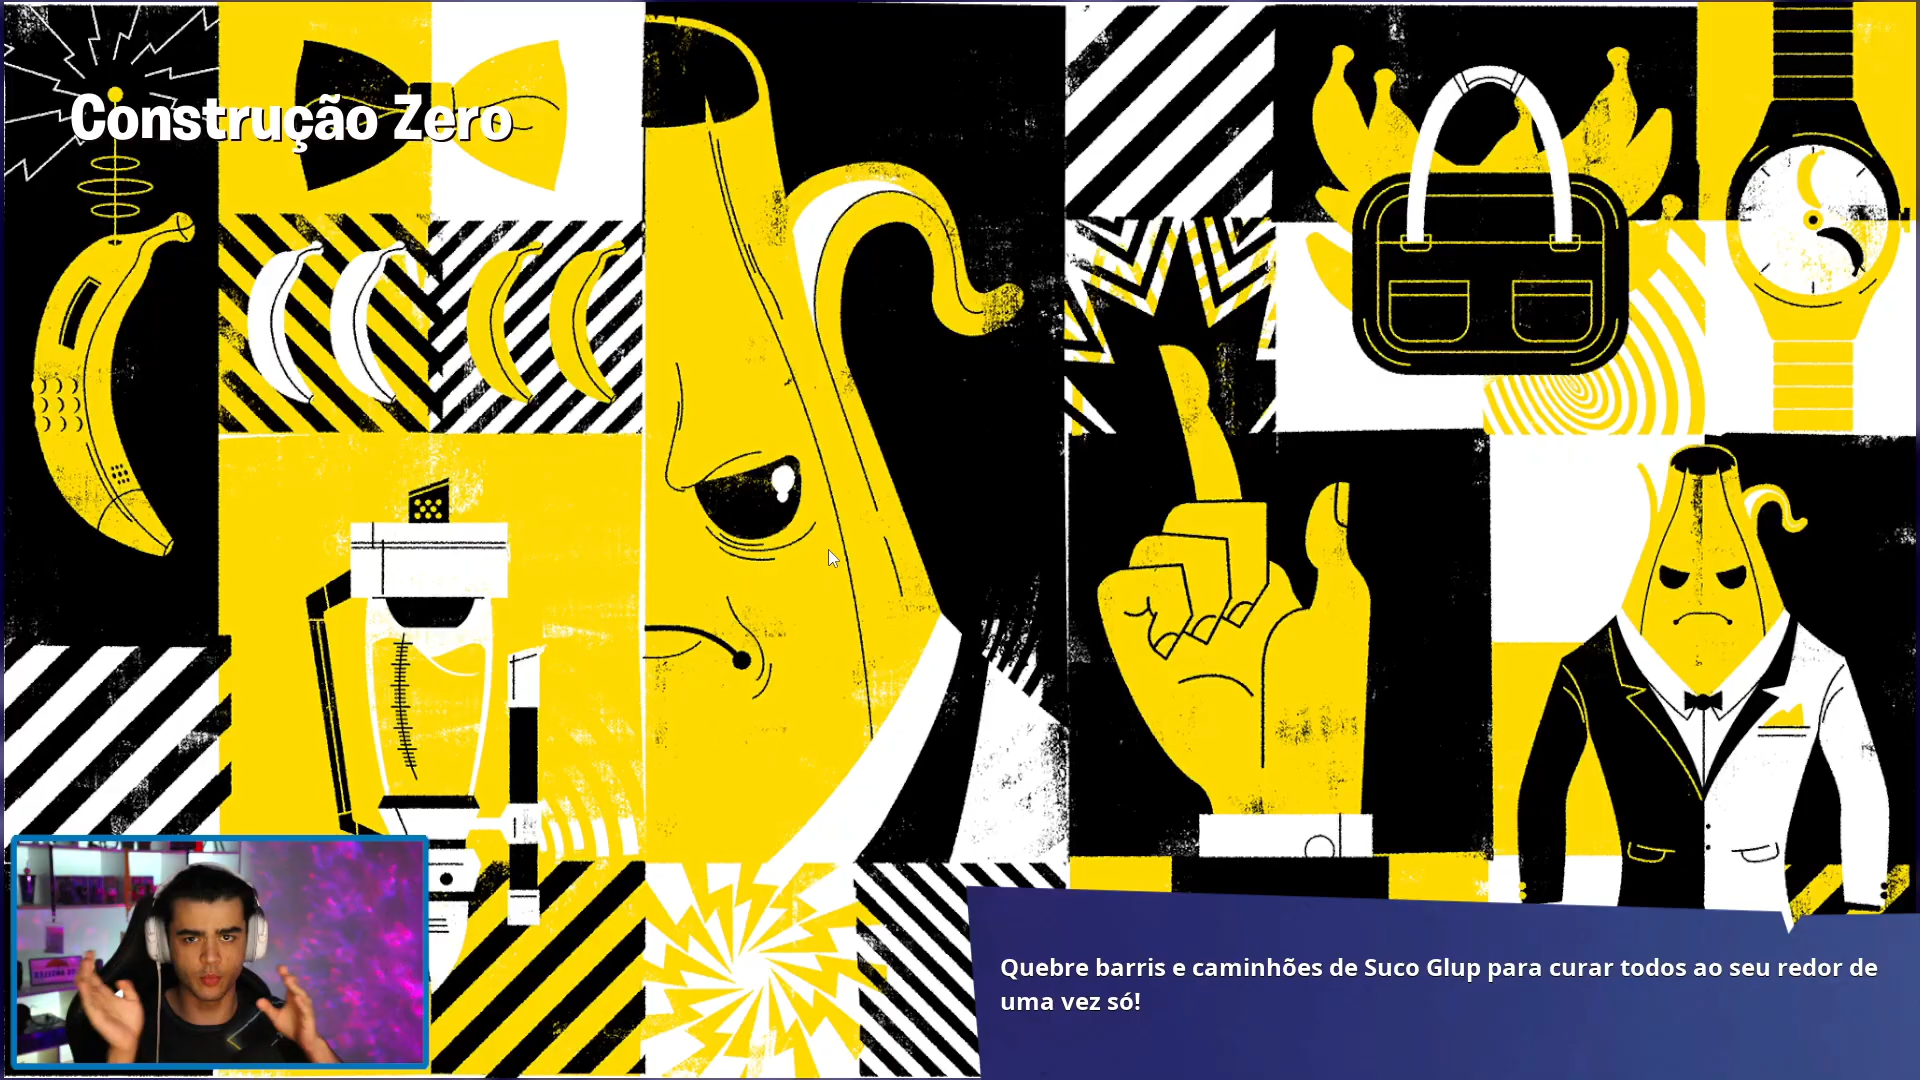 Construção Zero
Quebre barris e caminhões de Suco Glup para curar todos ao seu redor de
uma vez só!